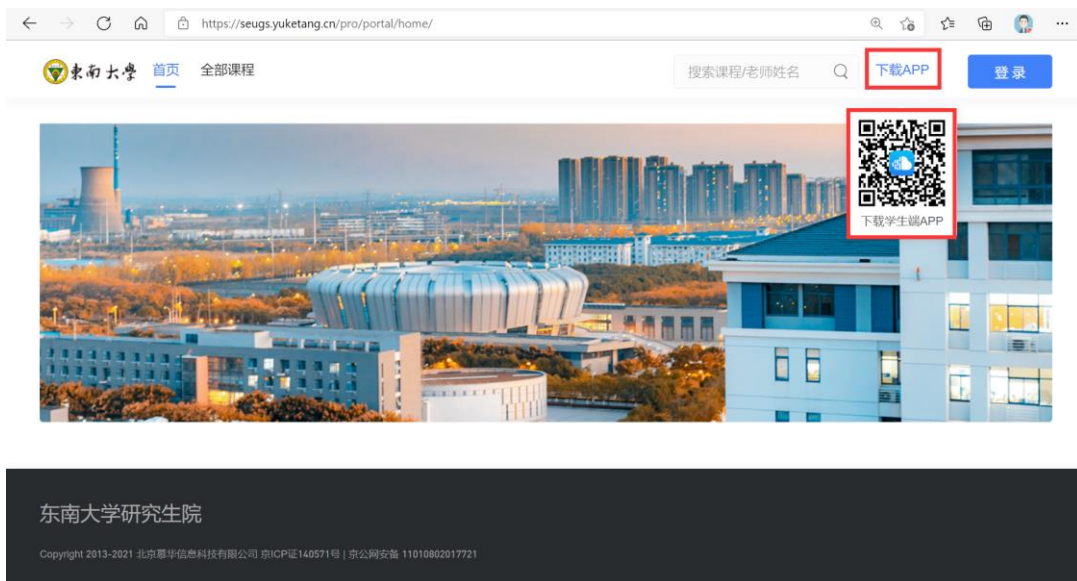 https://seugs.yuketang.cn/pro/portal/home/
東南大學 首页 全部课程 搜索课程/老师姓名 下载APP 登录
下载学生端APP
东南大学研究生院
Copyright 2013-2021 北京慕华信息科技有限公司 京ICP证140571号 | 京公网安备 11010802017721